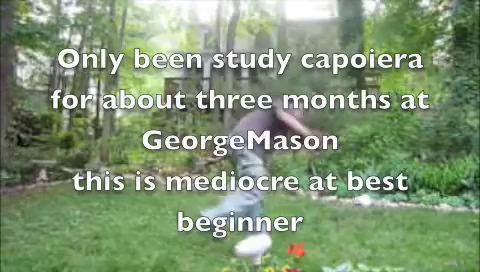 Only been study capoiera
for about three months at
GeorgeMason
this is mediocre at best
beginner